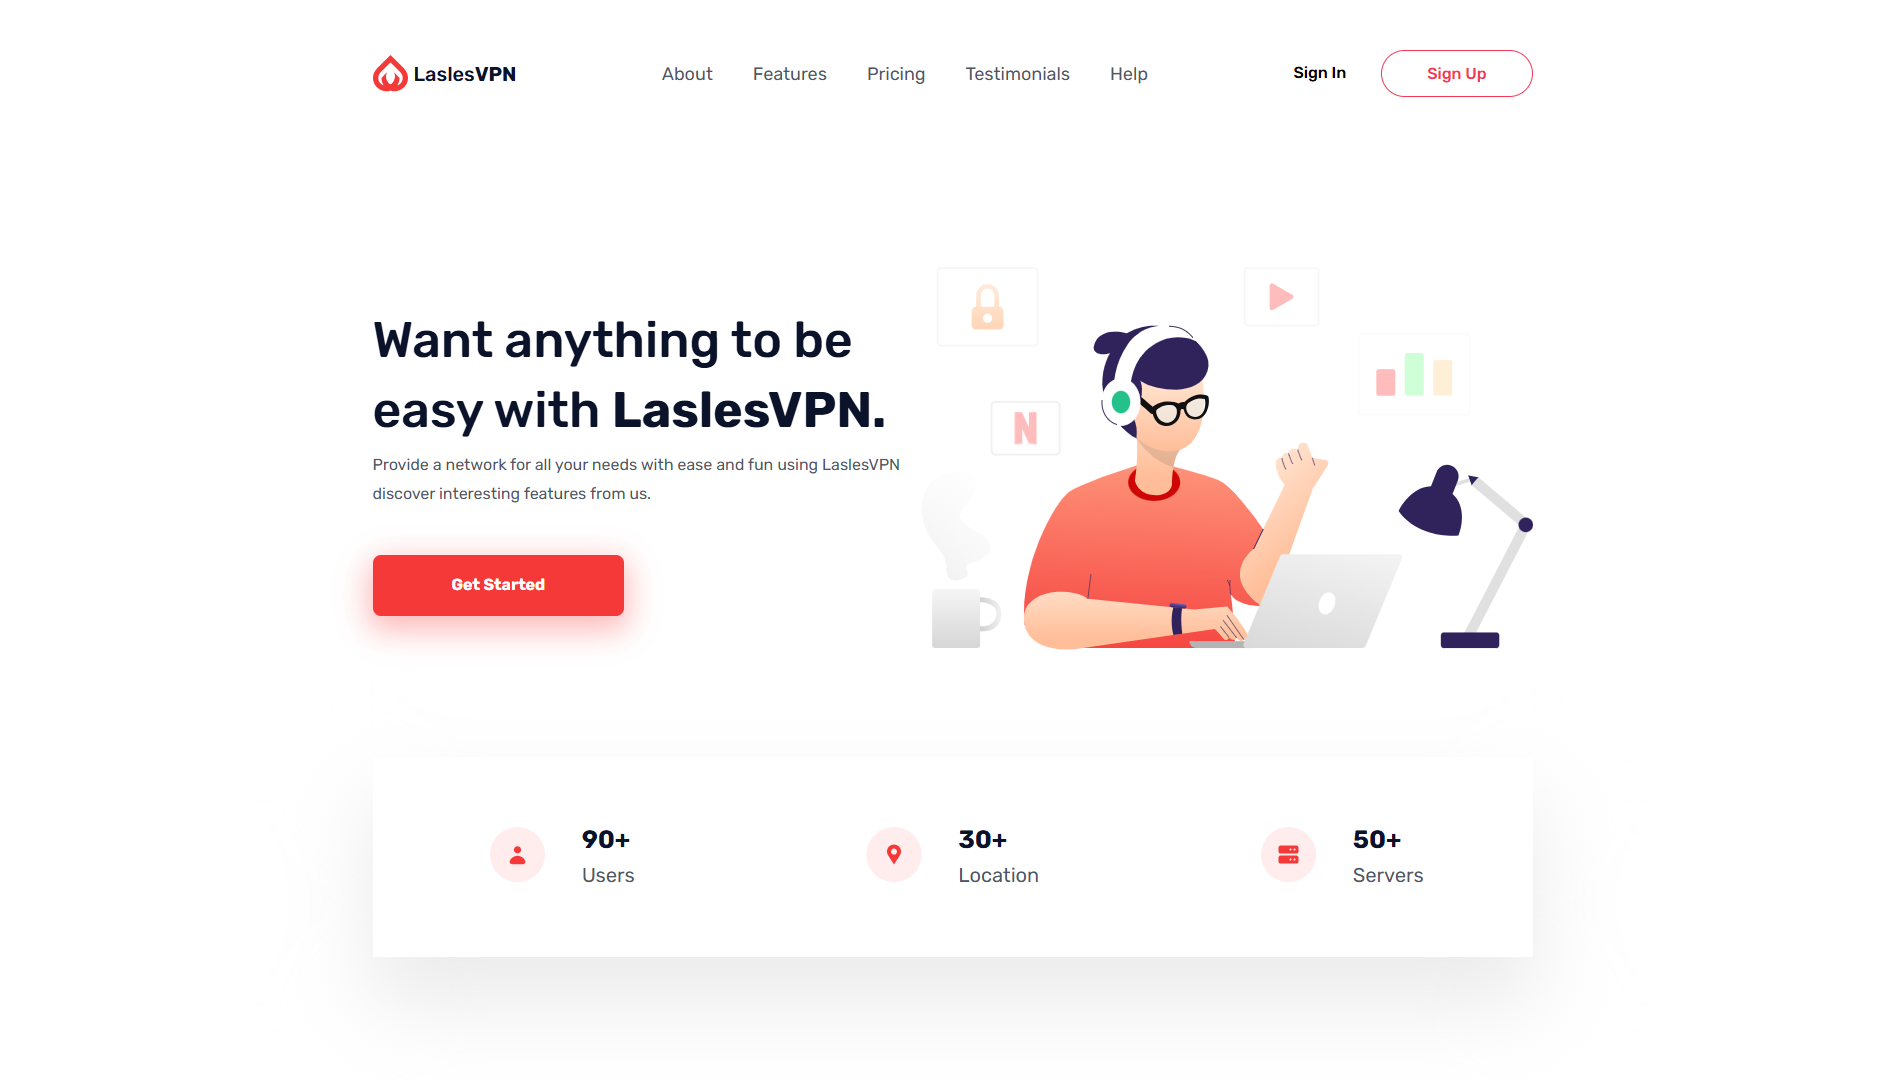 LaslesVPN
About
Features
Pricing
Testimonials
Help
Sign In
Sign Up
Want anything to be
easy with LaslesVPN.
Provide a network for all your needs with ease and fun using LaslesVPN
discover interesting features from us.
Get Started
N
90+
Users
30+
Location
50+
Servers